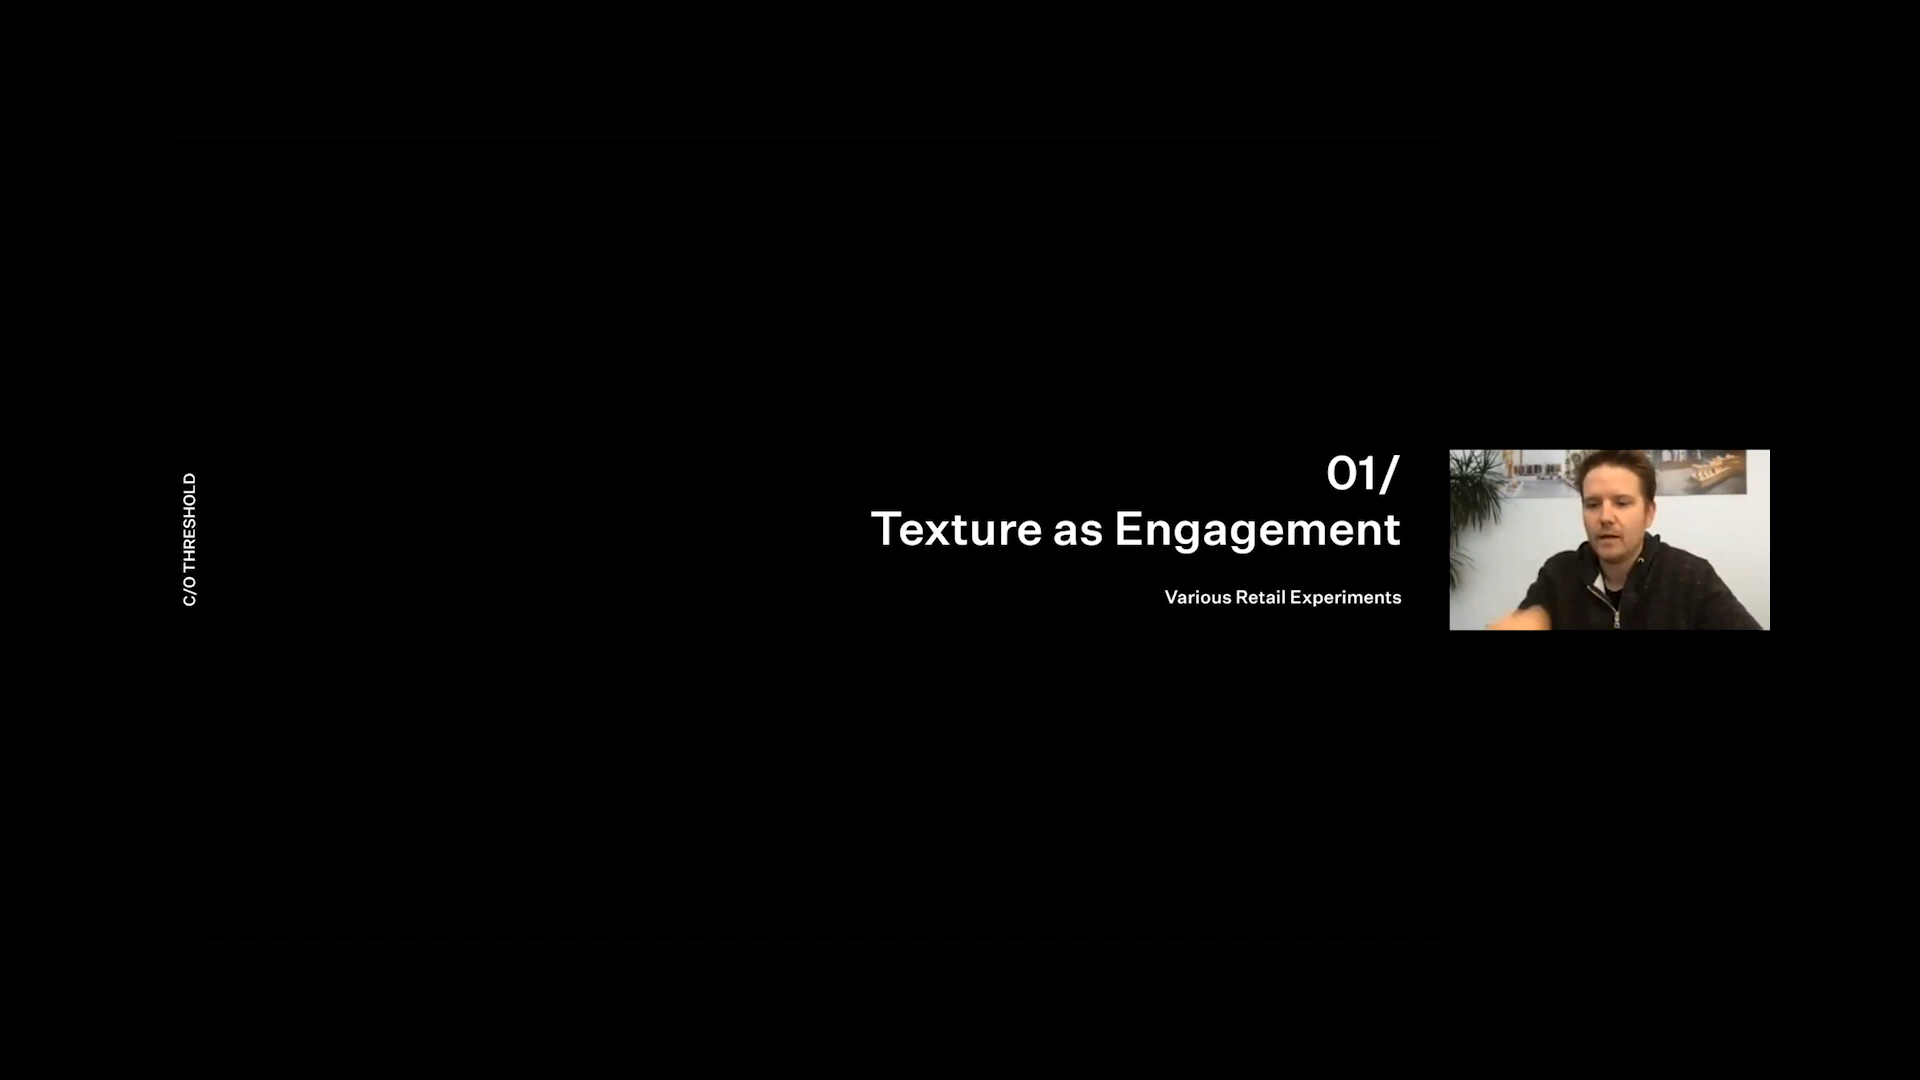 C/O THRESHOLD
01/
Texture as Engagement
Various Retail Experiments